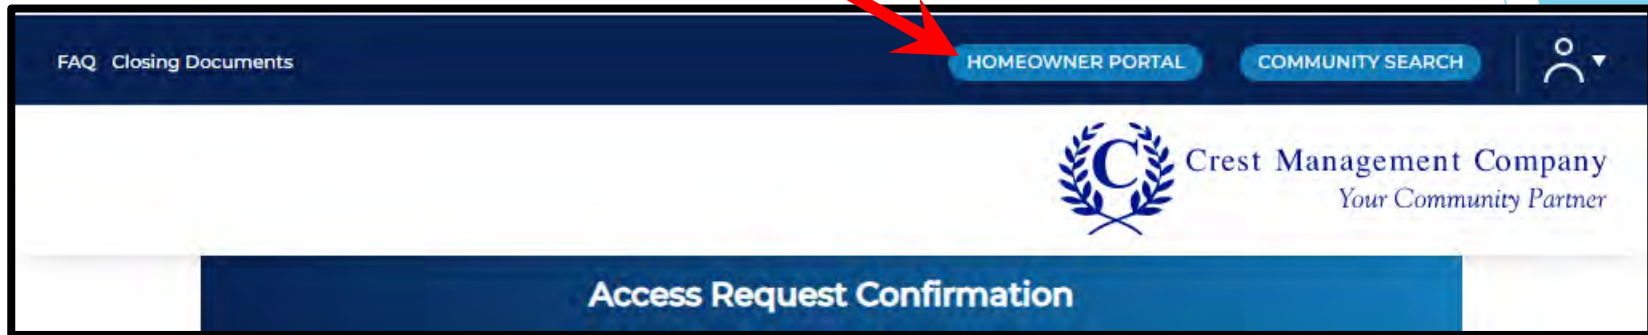 FAQ Closing Documents HOMEOWNER PORTAL COMMUNITY SEARCH
C Crest Management Company
Your Community Partner
Access Request Confirmation